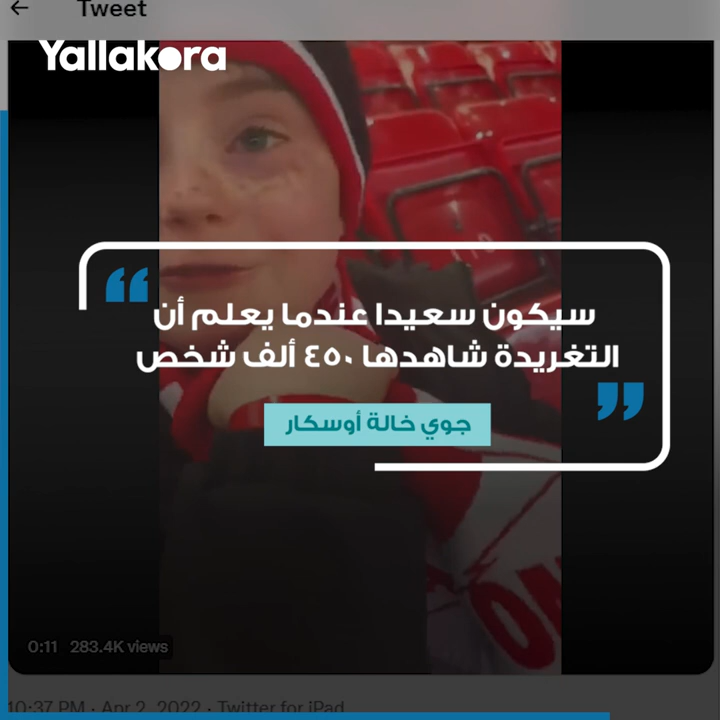 Tweet
Yallakora
سيكون سعيدا عندما يعلم أن
التغريدة شاهدها ٤٥٠ ألف شخص
جوي خالة أوسكار
0:11 283.4K views
10:37 PM · Apr 2, 2022 · Twitter for iPad